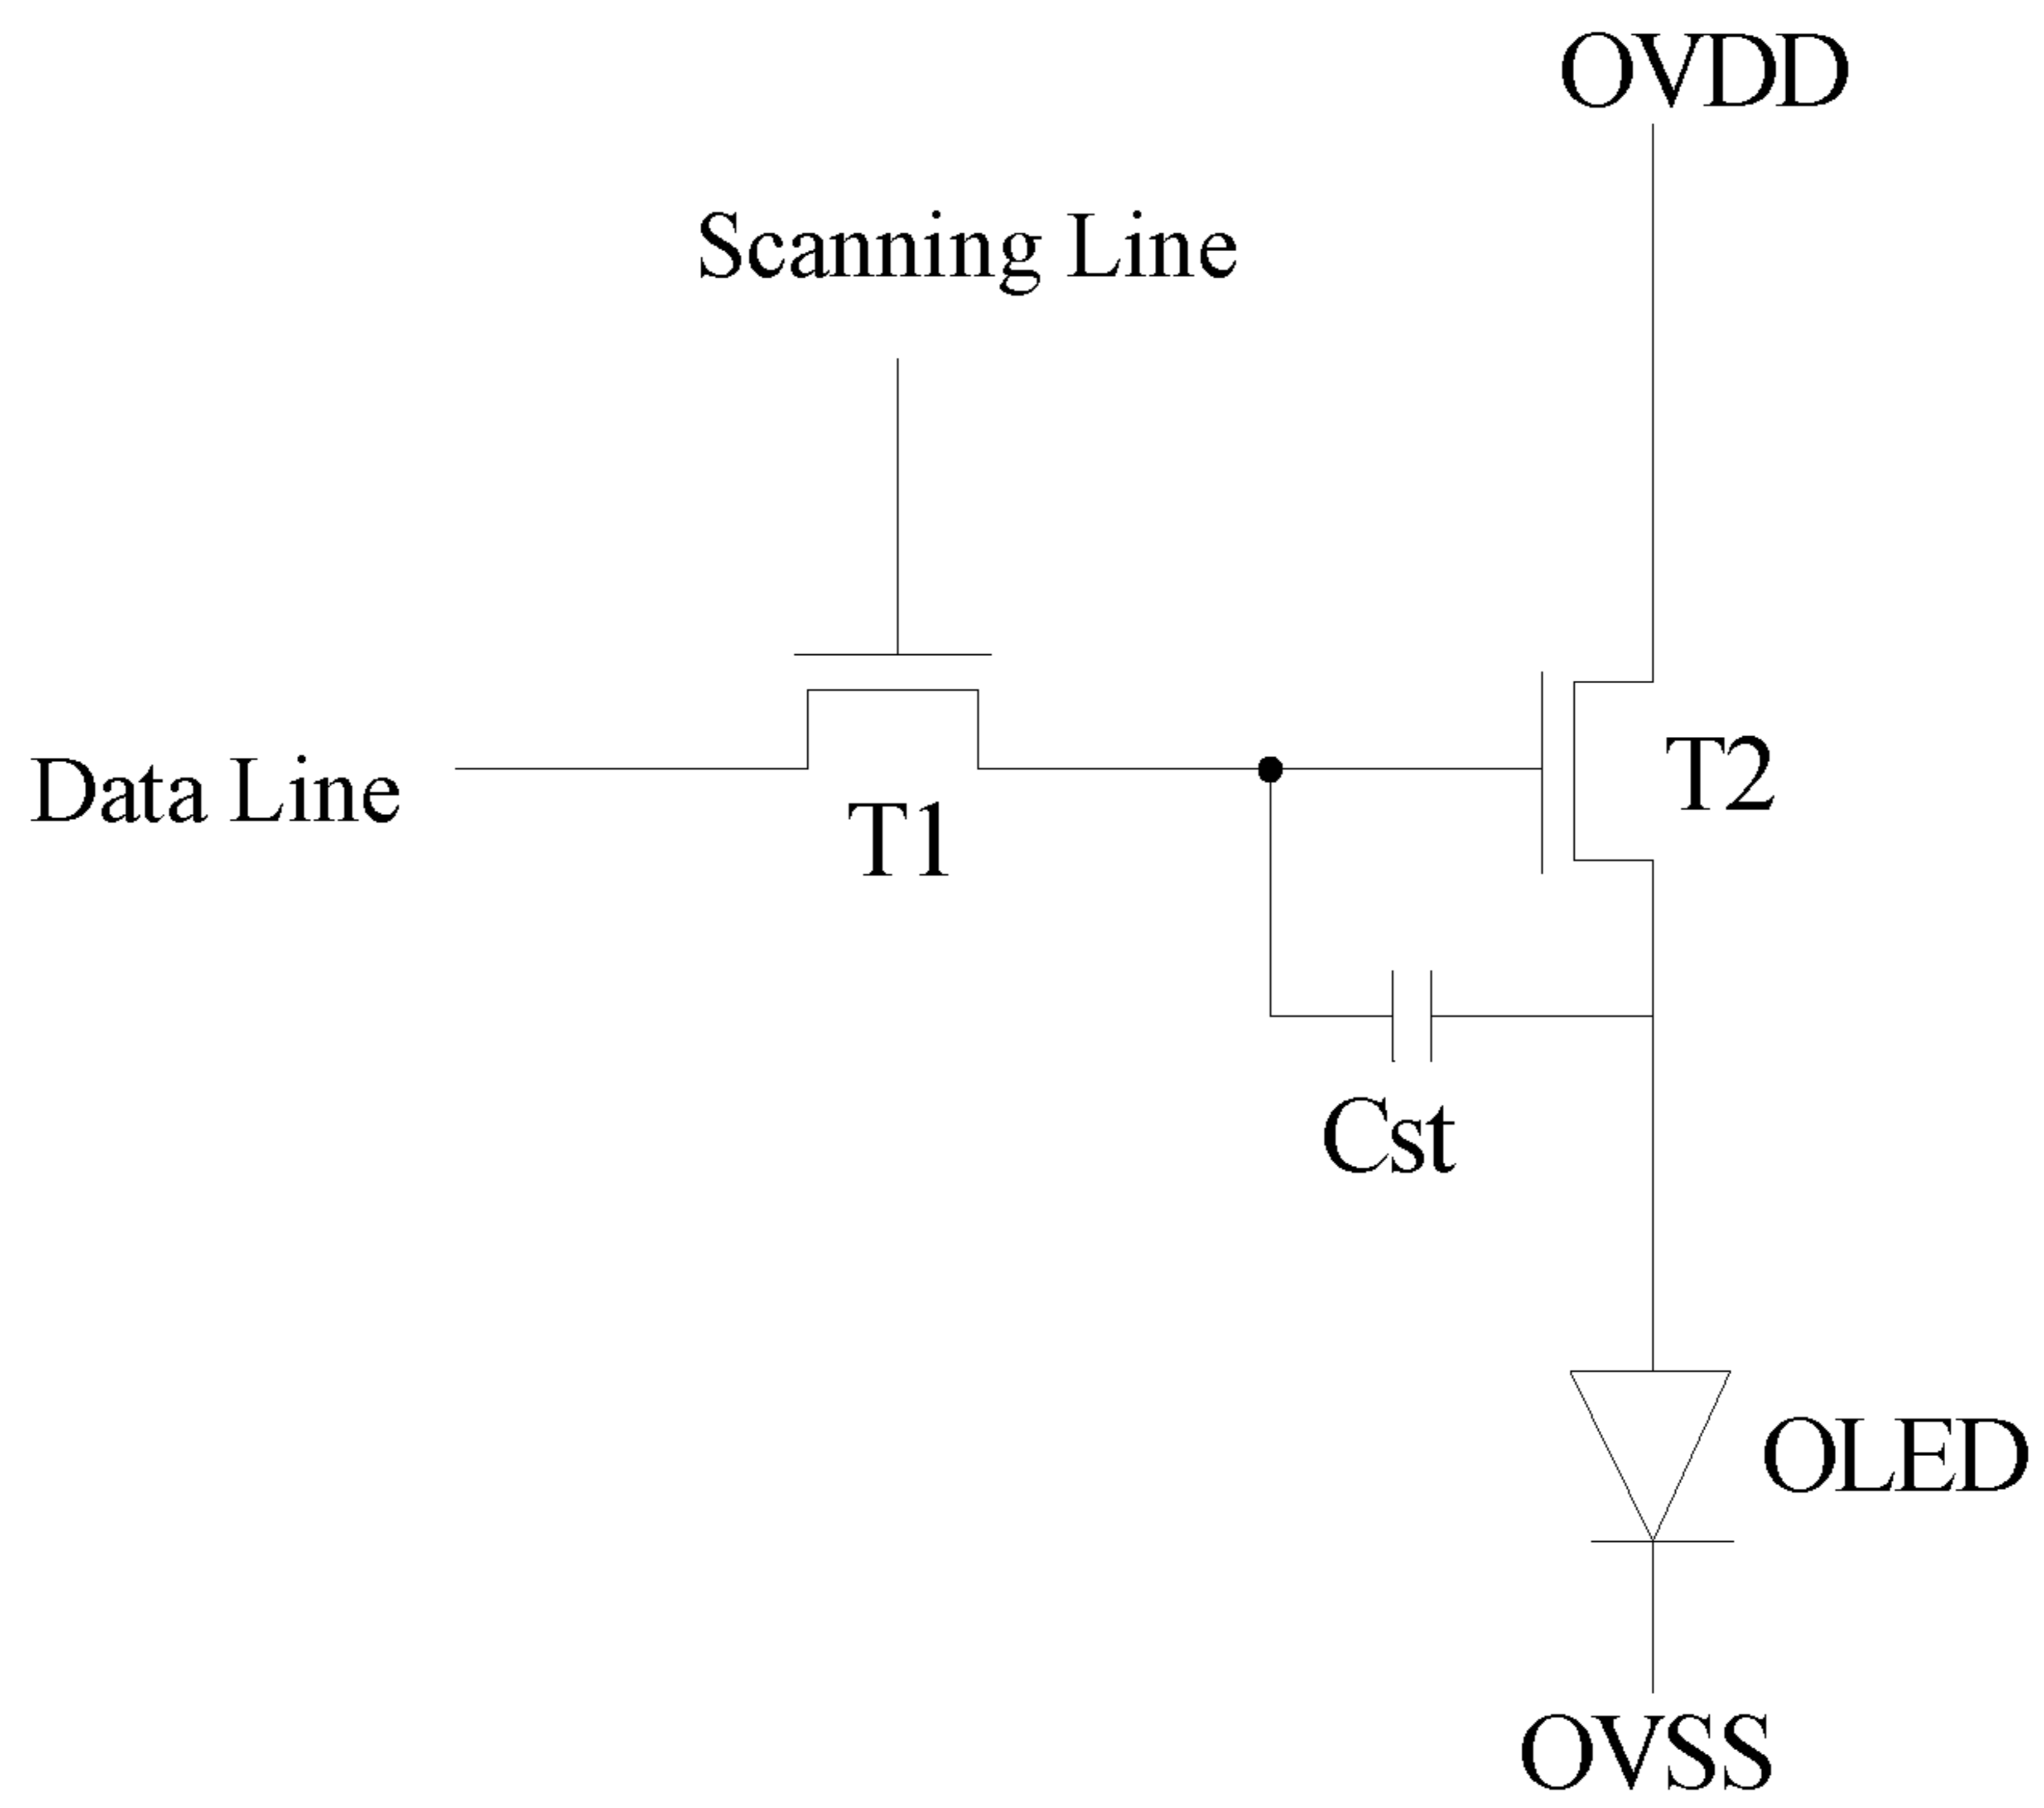 OVDD
Scanning Line
Data Line
T1
T2
Cst
OLED
OVSS